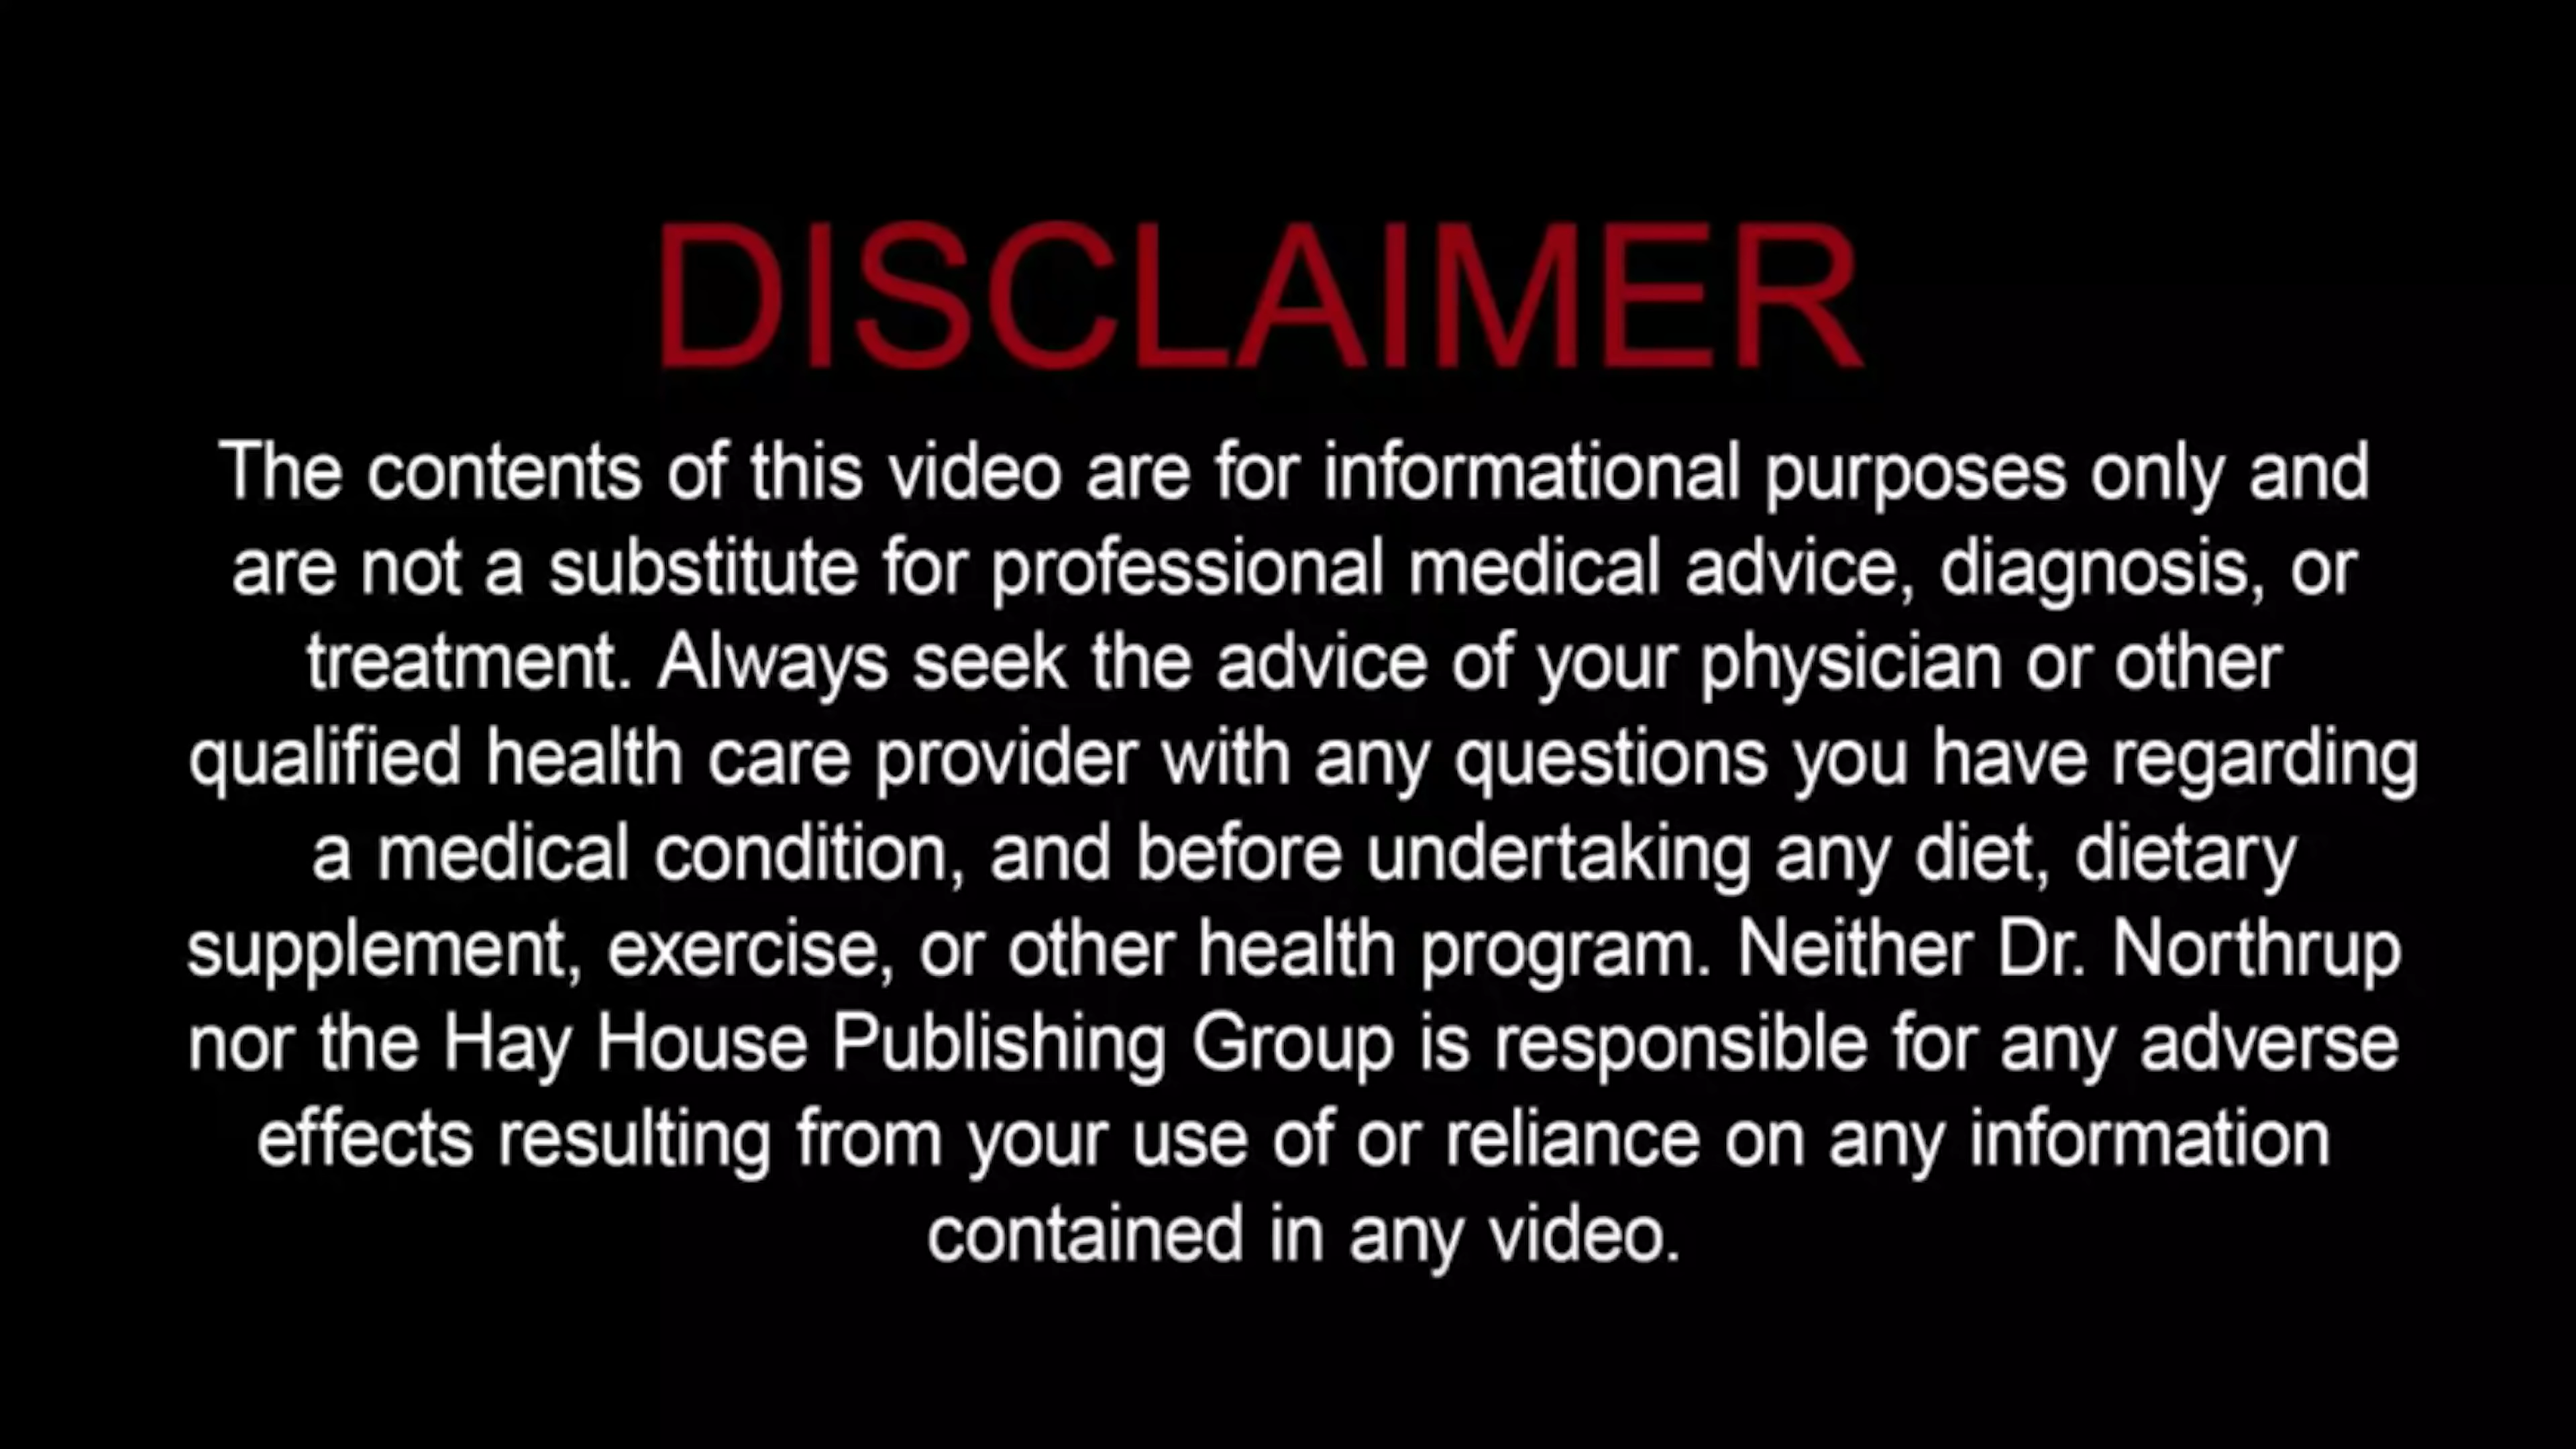 DISCLAIMER
The contents of this video are for informational purposes only and
are not a substitute for professional medical advice, diagnosis, or
treatment. Always seek the advice of your physician or other
qualified health care provider with any questions you have regarding
a medical condition, and before undertaking any diet, dietary
supplement, exercise, or other health program. Neither Dr. Northrup
nor the Hay House Publishing Group is responsible for any adverse
effects resulting from your use of or reliance on any information
contained in any video.